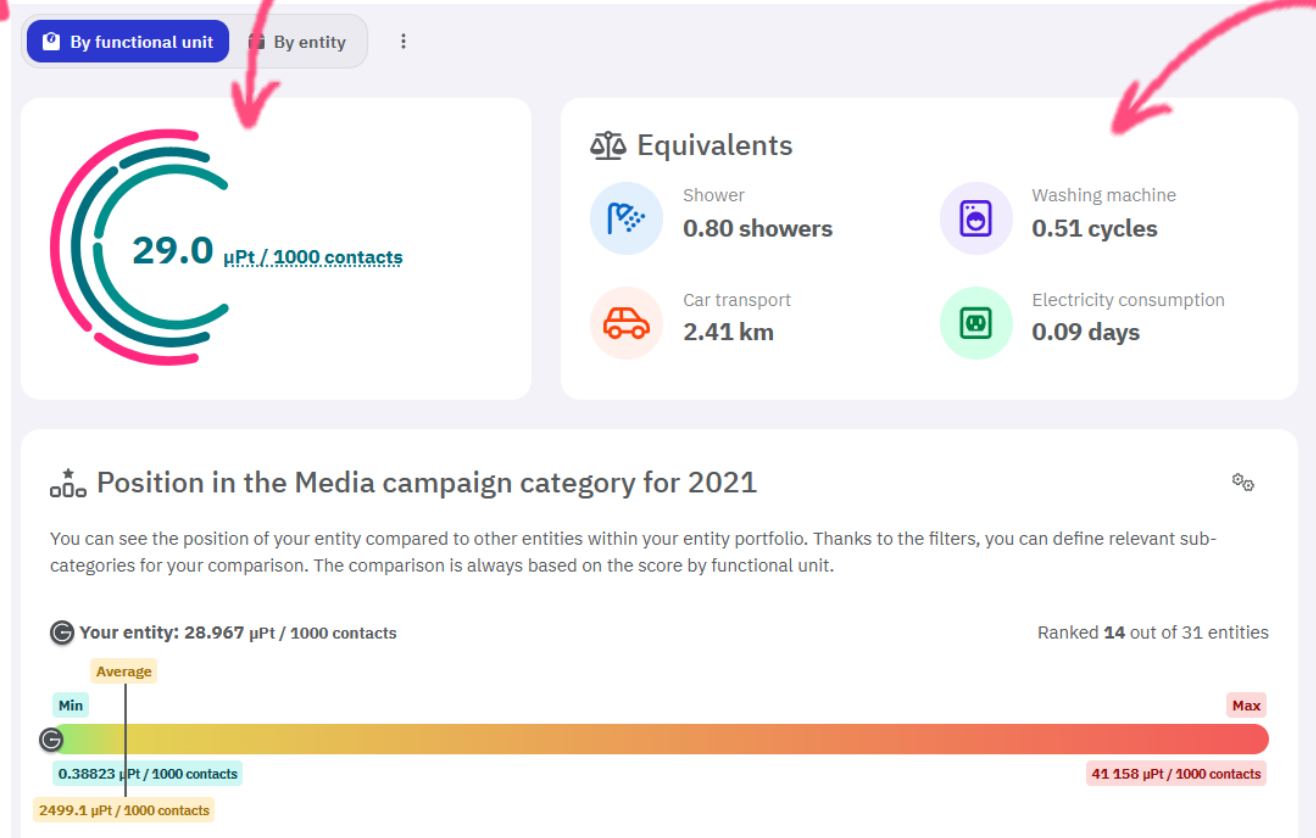 By functional unit
By entity
29.0 µPt / 1000 contacts
Equivalents
Shower
0.80 showers
Washing machine
0.51 cycles
Car transport
2.41 km
Electricity consumption
0.09 days
Position in the Media campaign category for 2021
You can see the position of your entity compared to other entities within your entity portfolio. Thanks to the filters, you can define relevant sub-
categories for your comparison. The comparison is always based on the score by functional unit.
Your entity: 28.967 µPt / 1000 contacts
Ranked 14 out of 31 entities
Average
Min
Max
0.38823 µPt / 1000 contacts
41 158 µPt / 1000 contacts
2499.1 µPt / 1000 contacts